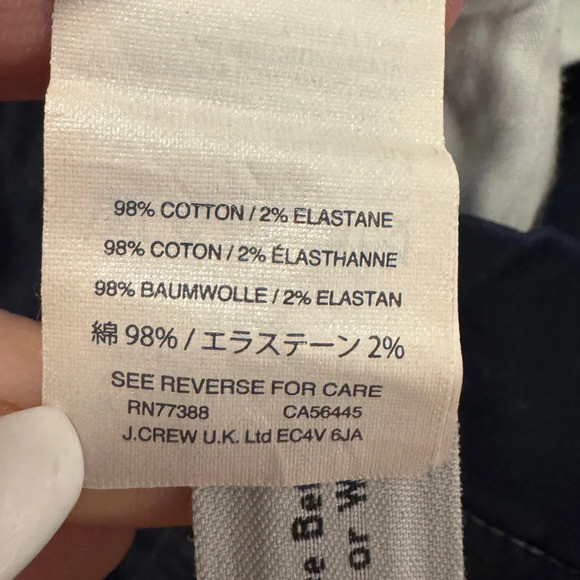 98% COTTON / 2% ELASTANE
98% COTON / 2% ÉLASTHANNE
98% BAUMWOLLE / 2% ELASTAN
綿 98% / エラステーン 2%
SEE REVERSE FOR CARE
RN77388 CA56445
J.CREW U.K. Ltd EC4V 6JA
or W